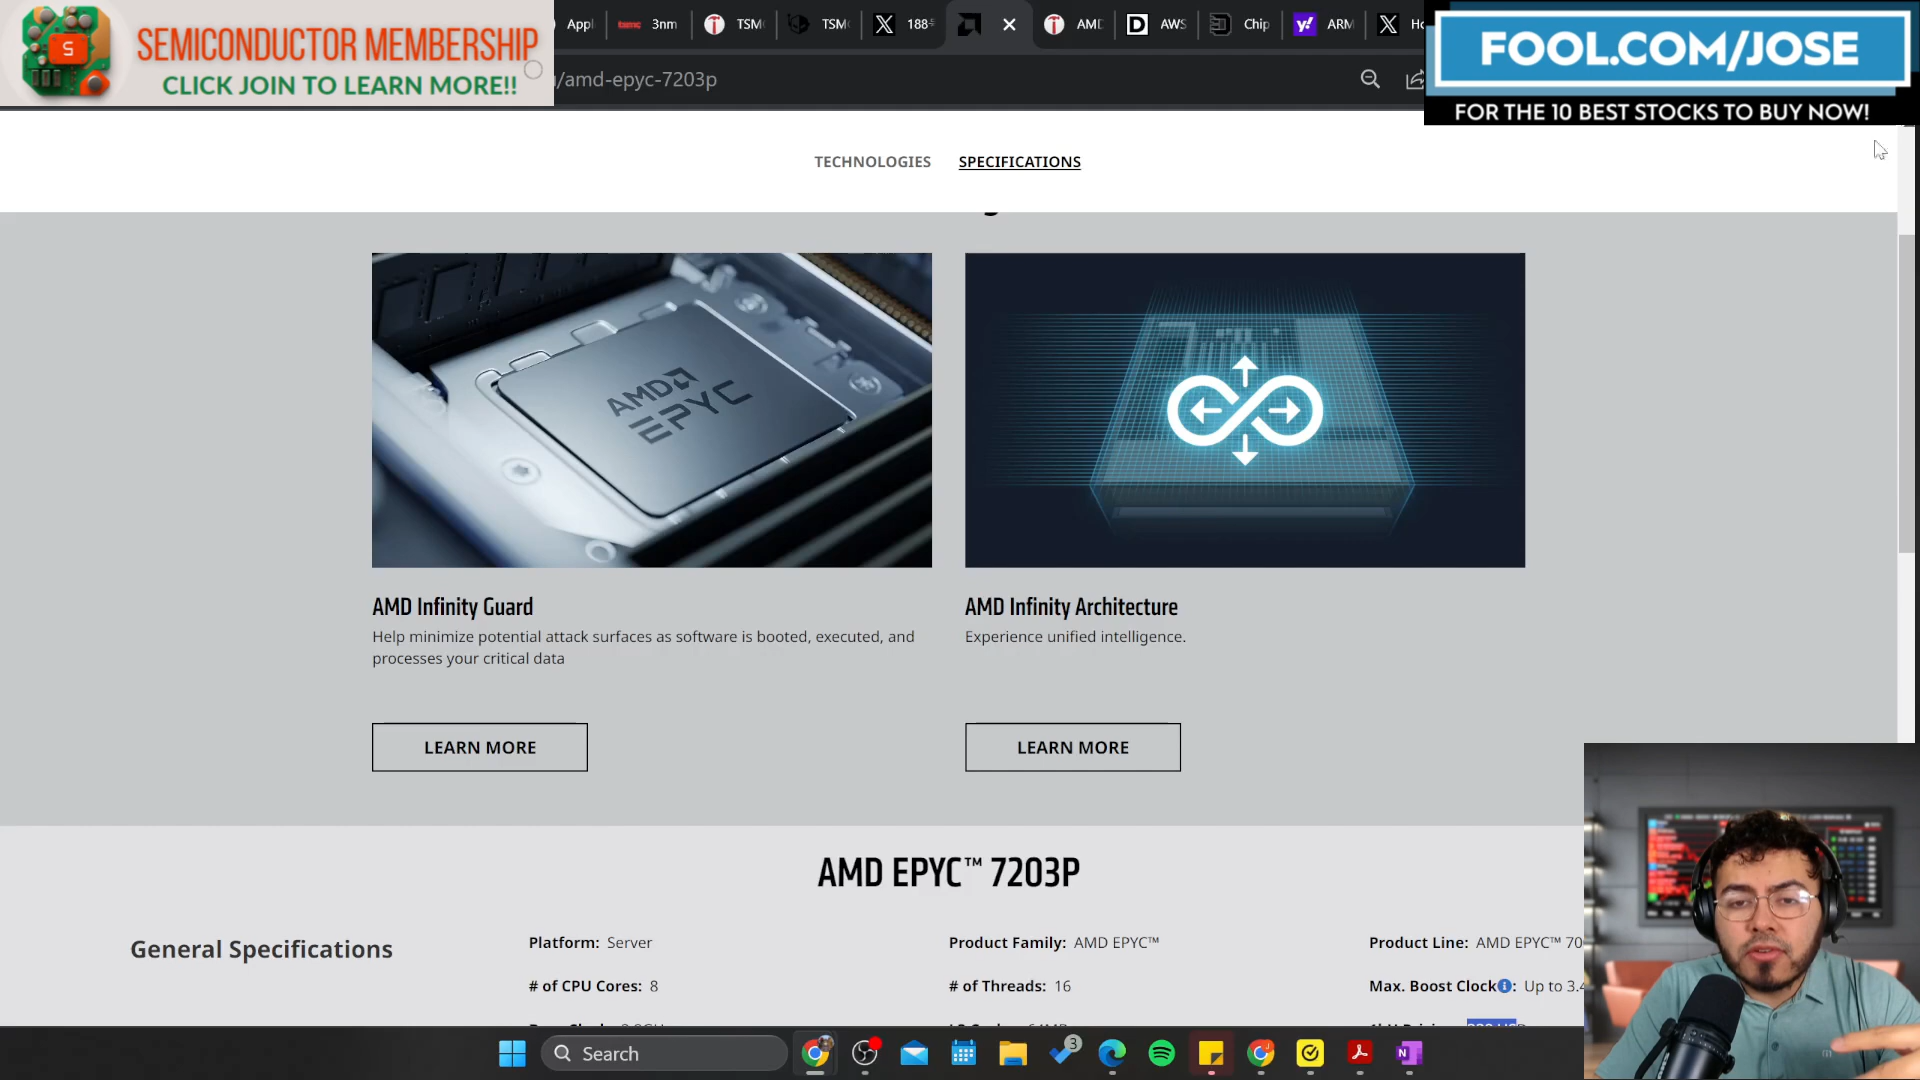 SEMICONDUCTOR MEMBERSHIP
CLICK JOIN TO LEARN MORE!!
S
Appl
tsmc 3nm
TSM
TSM
188
AMD
AWS
Chip
ARM
Ho
FOOL.COM/JOSE
FOR THE 10 BEST STOCKS TO BUY NOW!
/amd-epyc-7203p
TECHNOLOGIES SPECIFICATIONS
AMD
EPYC
AMD Infinity Guard
Help minimize potential attack surfaces as software is booted, executed, and
processes your critical data
LEARN MORE
AMD Infinity Architecture
Experience unified intelligence.
LEARN MORE
AMD EPYC™ 7203P
General Specifications
Platform: Server
Product Family: AMD EPYC™
Product Line: AMD EPYC™ 70
# of CPU Cores: 8
# of Threads: 16
Max. Boost Clock: Up to 3.4
Search
3